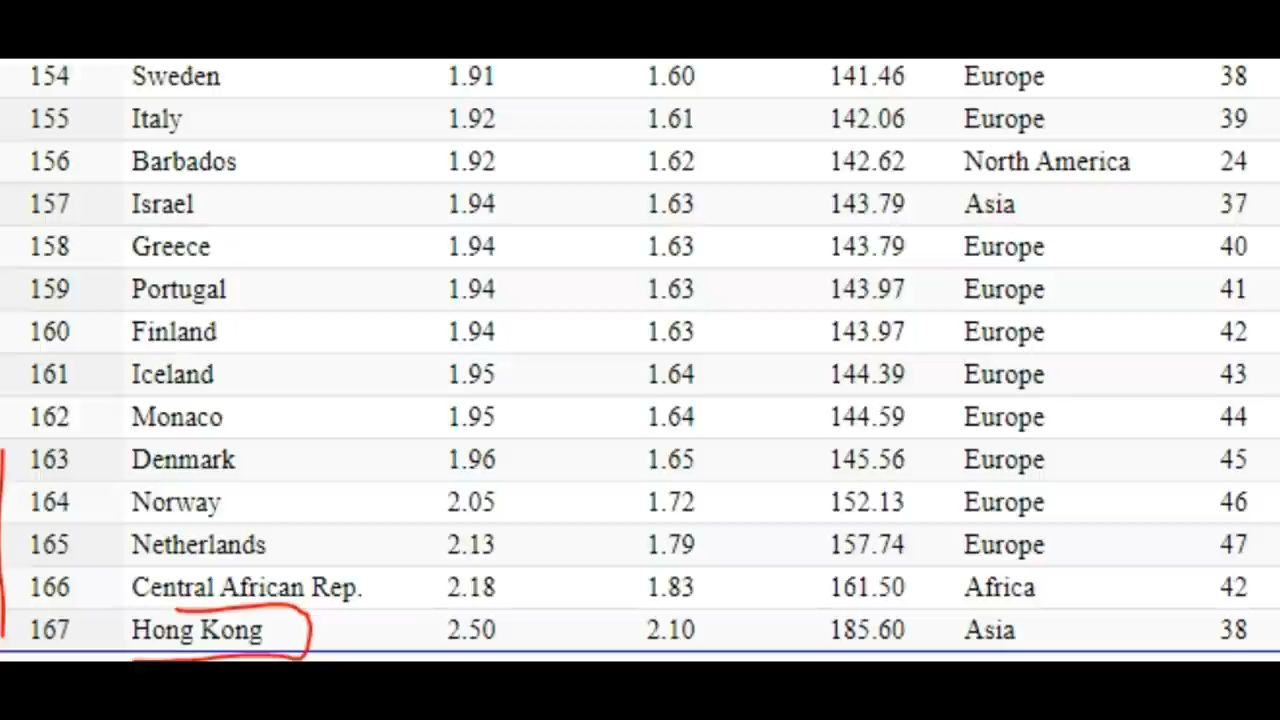 154 Sweden 1.91 1.60 141.46 Europe 38
155 Italy 1.92 1.61 142.06 Europe 39
156 Barbados 1.92 1.62 142.62 North America 24
157 Israel 1.94 1.63 143.79 Asia 37
158 Greece 1.94 1.63 143.79 Europe 40
159 Portugal 1.94 1.63 143.97 Europe 41
160 Finland 1.94 1.63 143.97 Europe 42
161 Iceland 1.95 1.64 144.39 Europe 43
162 Monaco 1.95 1.64 144.59 Europe 44
163 Denmark 1.96 1.65 145.56 Europe 45
164 Norway 2.05 1.72 152.13 Europe 46
165 Netherlands 2.13 1.79 157.74 Europe 47
166 Central African Rep. 2.18 1.83 161.50 Africa 42
167 Hong Kong 2.50 2.10 185.60 Asia 38